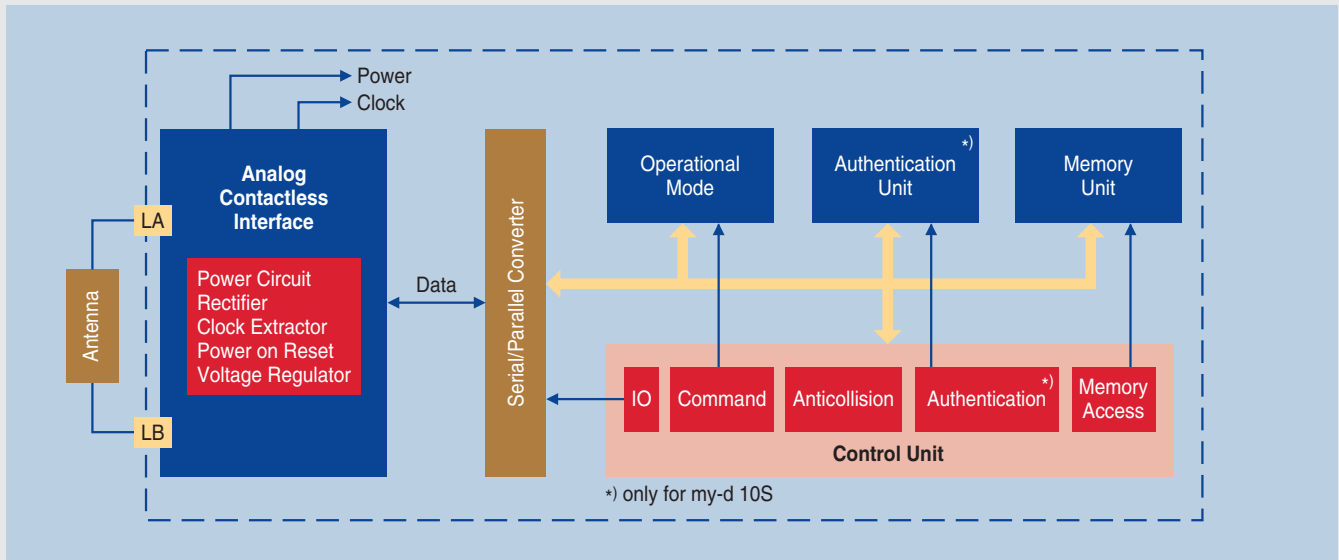 Power
Clock
Analog
Contactless
Interface
LA
Power Circuit
Rectifier
Clock Extractor
Power on Reset
Voltage Regulator
Antenna
LB
Data
Serial/Parallel Converter
Operational
Mode
*)
Authentication
Unit
Memory
Unit
IO
Command
Anticollision
Authentication *)
Memory
Access
Control Unit
*) only for my-d 10S